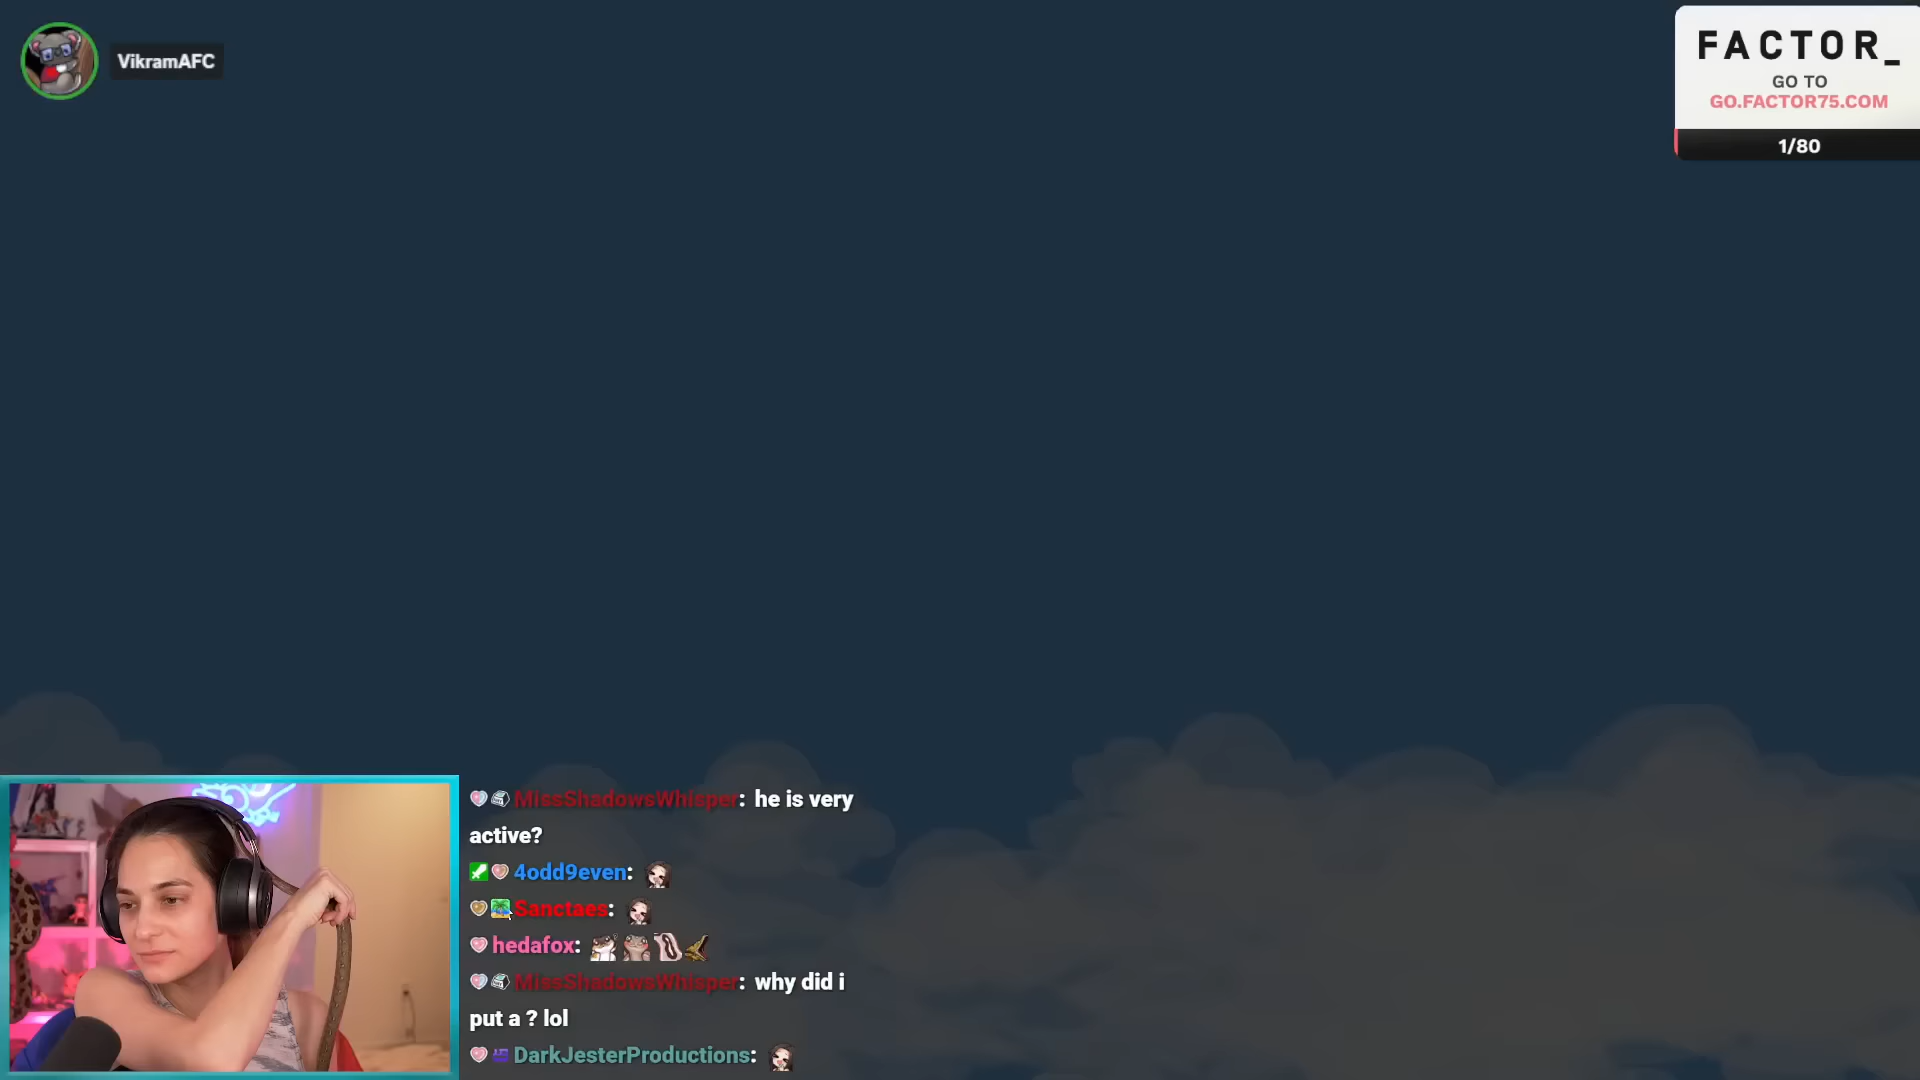 VikramAFC
FACTOR_
GO TO
GO.FACTOR75.COM
1/80
MissShadowsWhisper: he is very
active?
4odd9even:
Sanctaes:
hedafox:
MissShadowsWhisper: why did i
put a ? lol
DarkJesterProductions: